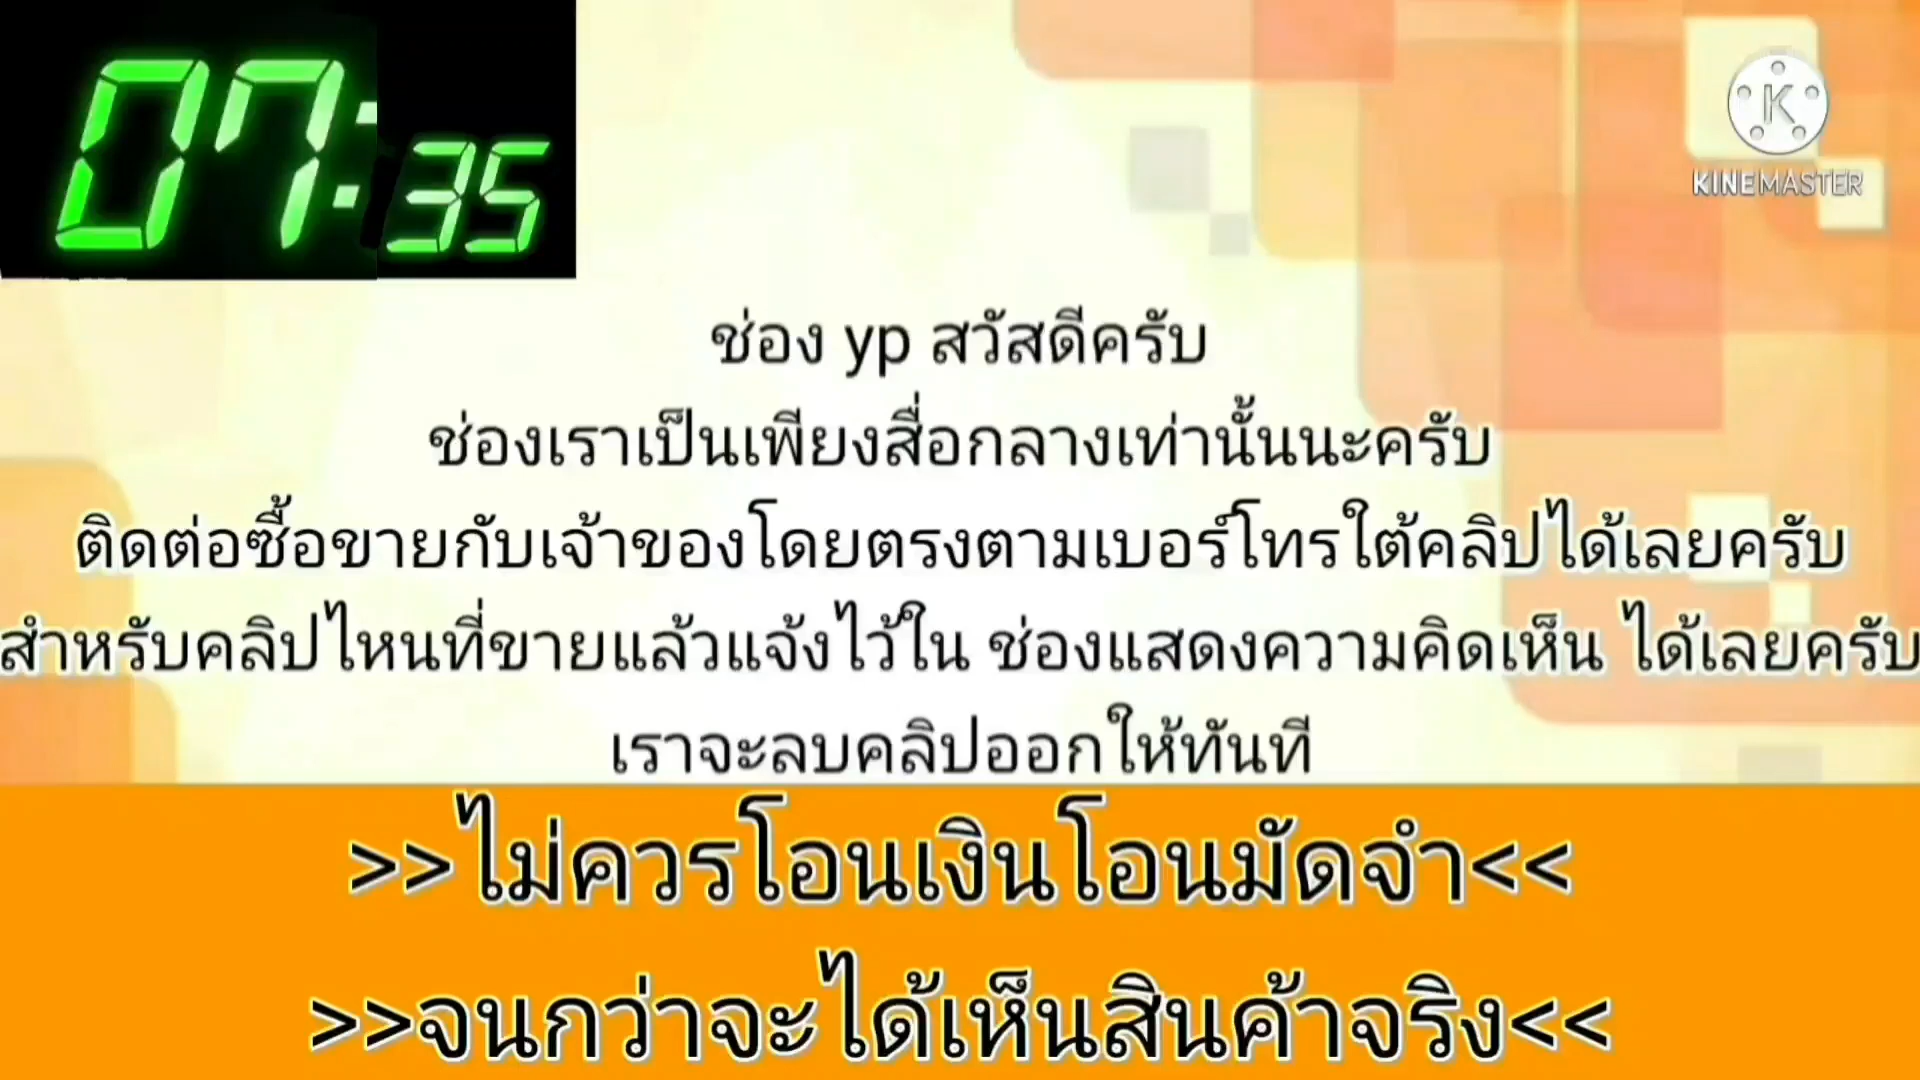 07:35
K
KINEMASTER
ช่อง yp สวัสดีครับ
ช่องเราเป็นเพียงสื่อกลางเท่านั้นนะครับ
ติดต่อซื้อขายกับเจ้าของโดยตรงตามเบอร์โทรใต้คลิปได้เลยครับ
สำหรับคลิปไหนที่ขายแล้วแจ้งไว้ใน ช่องแสดงความคิดเห็น ได้เลยครับ
เราจะลบคลิปออกให้ทันที
>>ไม่ควรโอนเงินโอนมัดจำ<<
>>จนกว่าจะได้เห็นสินค้าจริง<<